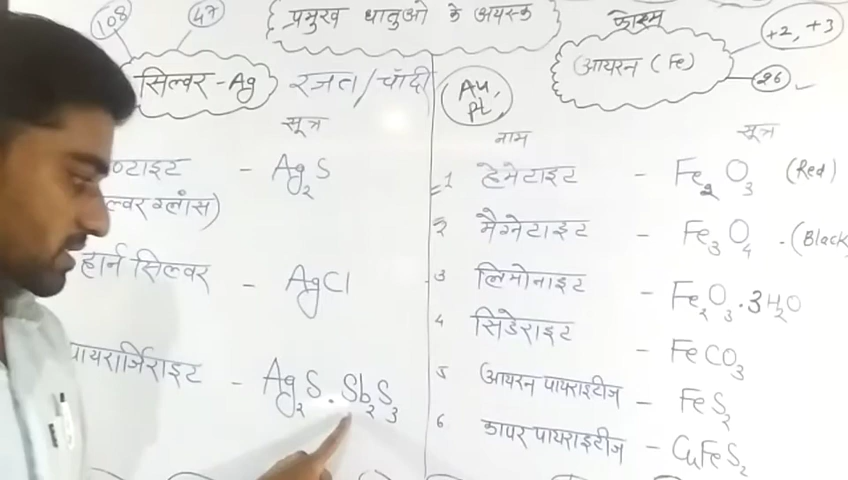 प्रमुख धातुओ के अयस्क
108
47
सिल्वर - Ag
रजत/चाँदी
सूत्र
Ag2S
ल्वर ग्लांस)
हार्न सिल्वर - AgCl
पायरार्जिराइट - Ag2S.Sb2S3
Au, Pt
+2, +3
आयरन (Fe)
26
नाम
सूत्र
1 हेमेटाइट - Fe2O3 (Red)
2 मैग्नेटाइट - Fe3O4 - (Black
3 लिमोनाइट - Fe2O3.3H2O
4 सिडेराइट - FeCO3
5 आयरन पायराइटीज - FeS2
6 कापर पायराइटीज - CuFeS2